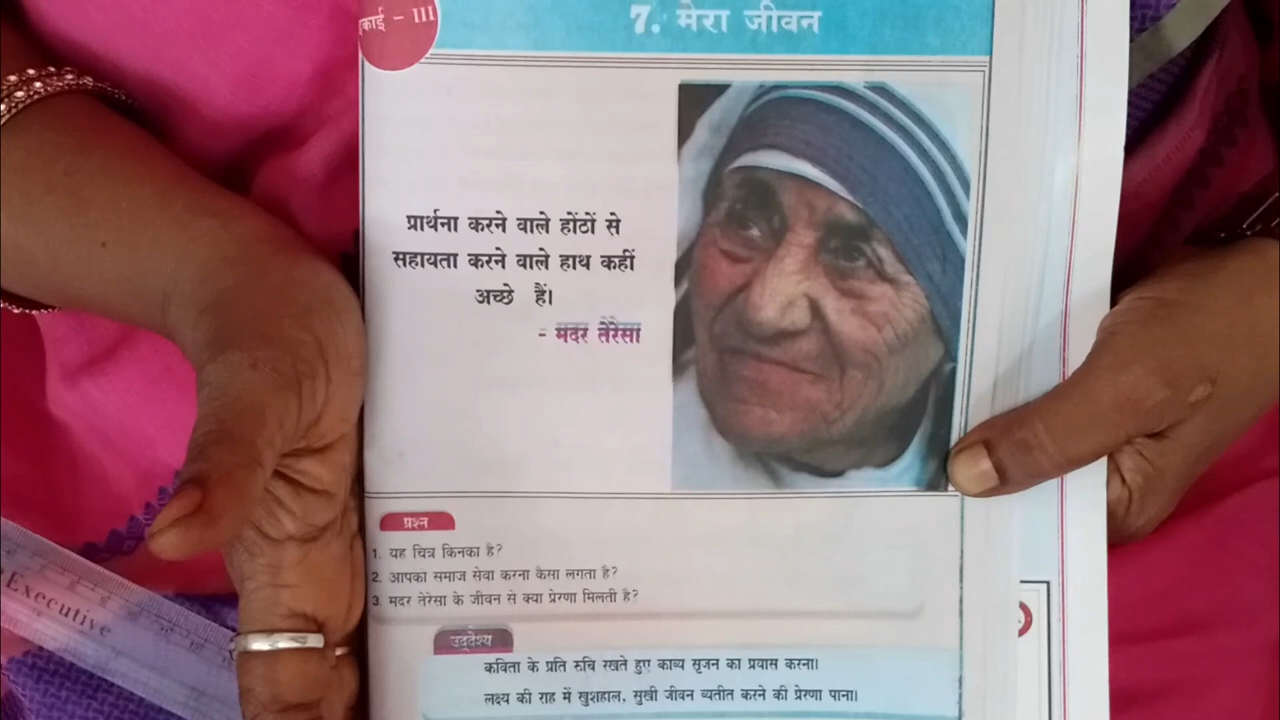 इकाई - III
7. मेरा जीवन
प्रार्थना करने वाले होंठों से
सहायता करने वाले हाथ कहीं
अच्छे हैं।
- मदर तेरेसा
प्रश्न
1. यह चित्र किनका है?
2. आपको समाज सेवा करना कैसा लगता है?
3. मदर तेरेसा के जीवन से क्या प्रेरणा मिलती है?
उद्देश्य
कविता के प्रति रुचि रखते हुए काव्य सृजन का प्रयास करना।
लक्ष्य की राह में खुशहाल, सुखी जीवन व्यतीत करने की प्रेरणा पाना।
Executive